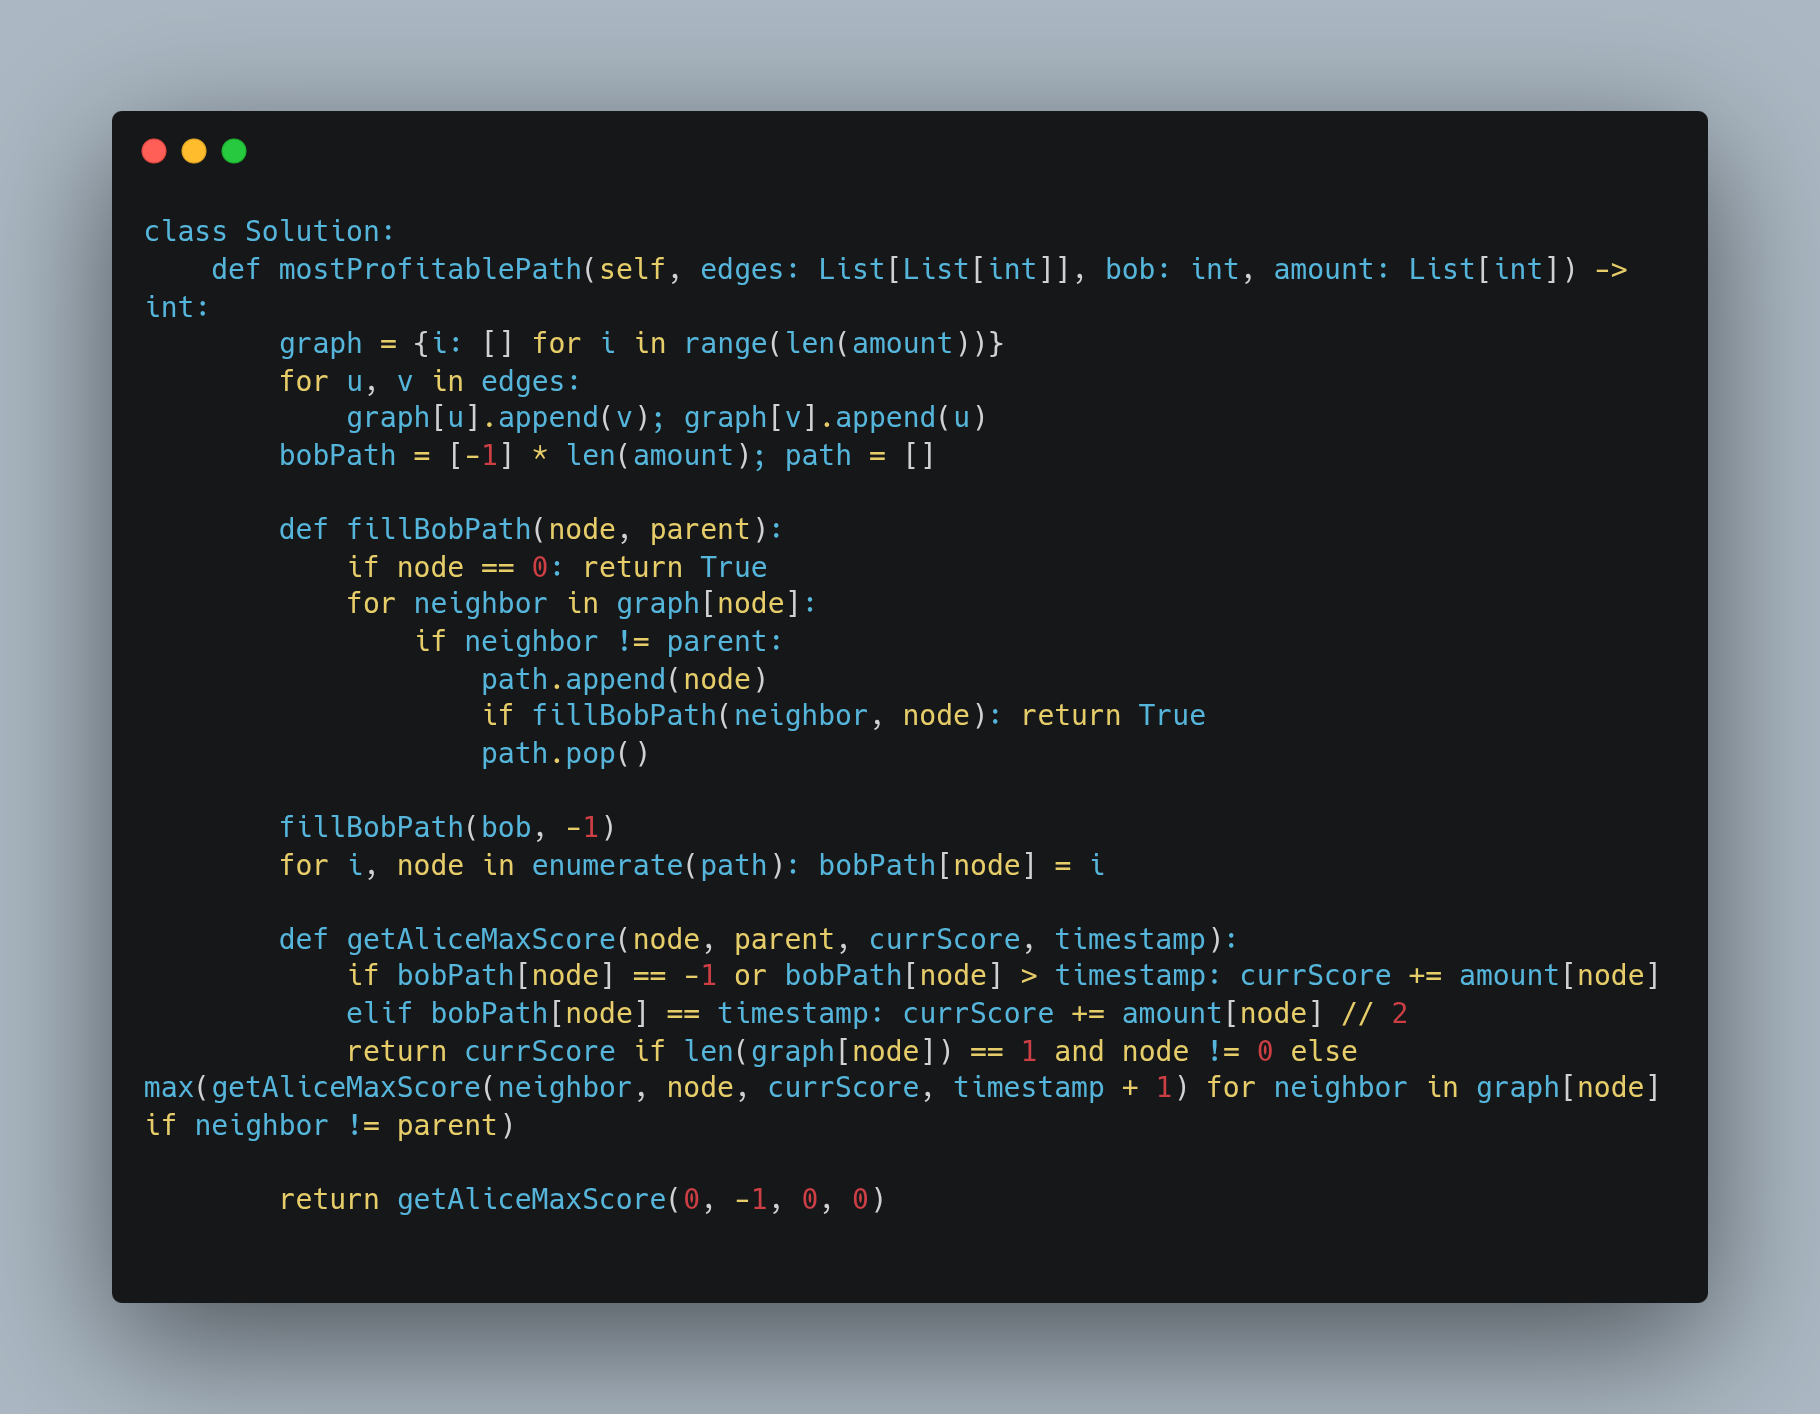 class Solution:
    def mostProfitablePath(self, edges: List[List[int]], bob: int, amount: List[int]) ->
int:
        graph = {i: [] for i in range(len(amount))}
        for u, v in edges:
            graph[u].append(v); graph[v].append(u)
        bobPath = [-1] * len(amount); path = []

        def fillBobPath(node, parent):
            if node == 0: return True
            for neighbor in graph[node]:
                if neighbor != parent:
                    path.append(node)
                    if fillBobPath(neighbor, node): return True
                    path.pop()

        fillBobPath(bob, -1)
        for i, node in enumerate(path): bobPath[node] = i

        def getAliceMaxScore(node, parent, currScore, timestamp):
            if bobPath[node] == -1 or bobPath[node] > timestamp: currScore += amount[node]
            elif bobPath[node] == timestamp: currScore += amount[node] // 2
            return currScore if len(graph[node]) == 1 and node != 0 else
max(getAliceMaxScore(neighbor, node, currScore, timestamp + 1) for neighbor in graph[node]
if neighbor != parent)

        return getAliceMaxScore(0, -1, 0, 0)